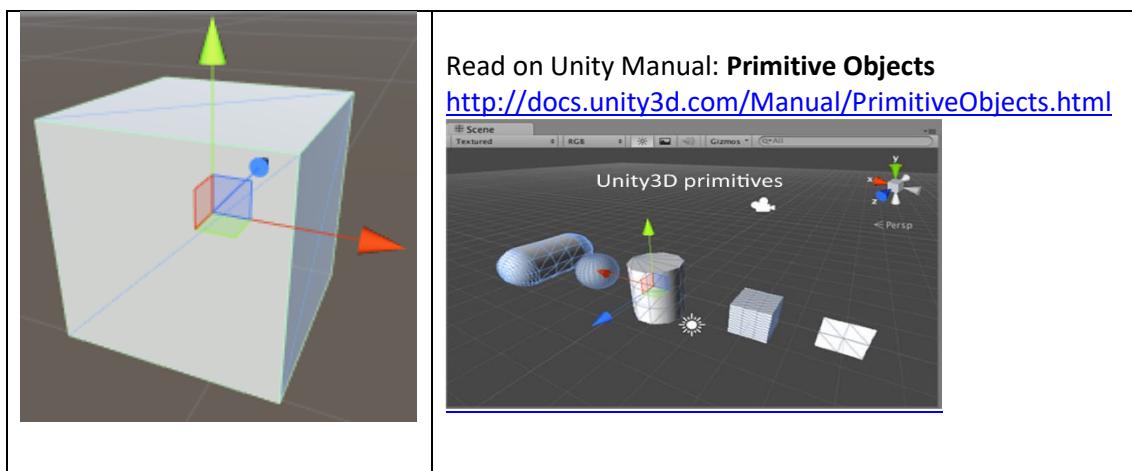 Read on Unity Manual: Primitive Objects
http://docs.unity3d.com/Manual/PrimitiveObjects.html
Scene
Textured RGB Gizmos Q▾All
Unity3D primitives
y
x
z
Persp